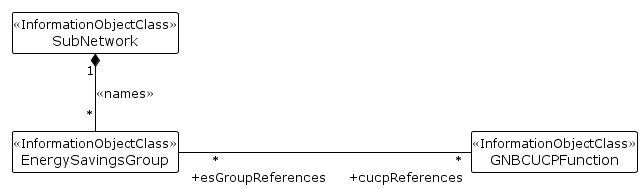 «InformationObjectClass»
SubNetwork
1
«names»
*
«InformationObjectClass»
EnergySavingsGroup
«InformationObjectClass»
GNBCUCPFunction
* *
+esGroupReferences +cucpReferences